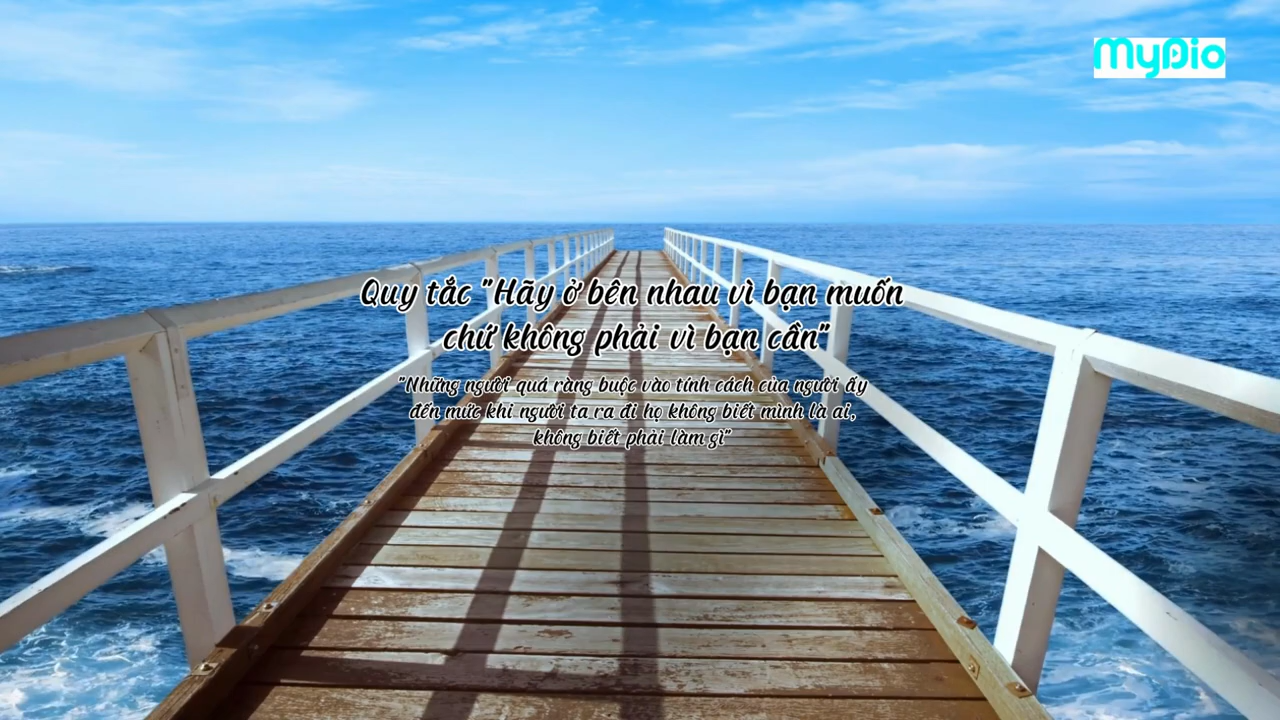 MyDio
Quy tắc "Hãy ở bên nhau vì bạn muốn
chứ không phải vì bạn cần"
"Những người quá ràng buộc vào tính cách của người ấy
đến mức khi người ta ra đi họ không biết mình là ai,
không biết phải làm gì"